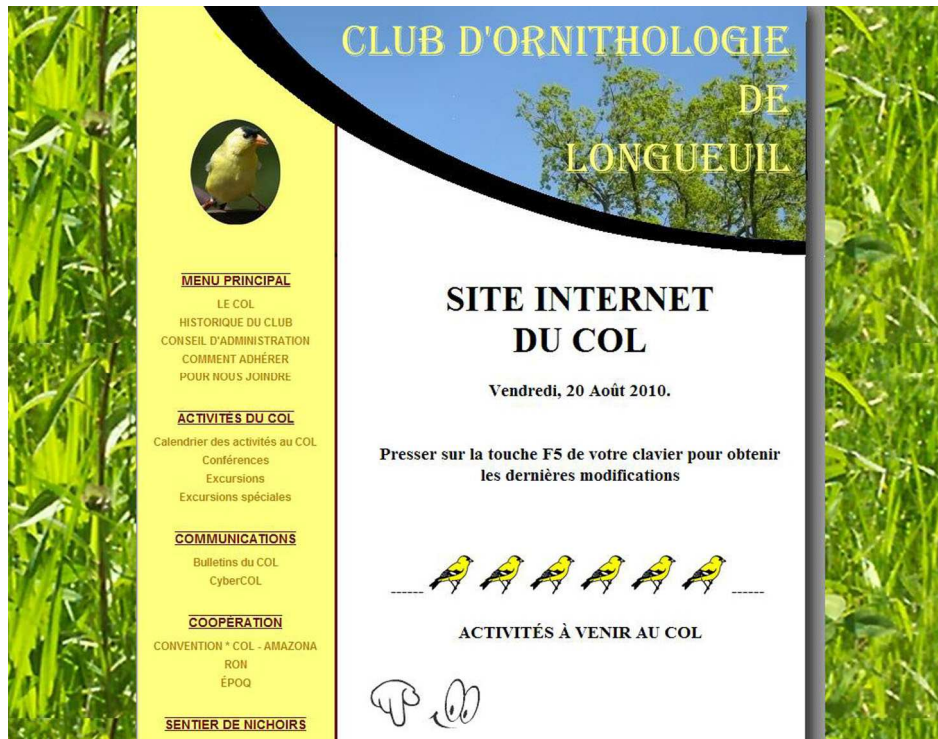 CLUB D'ORNITHOLOGIE
DE
LONGUEUIL
MENU PRINCIPAL
LE COL
HISTORIQUE DU CLUB
CONSEIL D'ADMINISTRATION
COMMENT ADHÉRER
POUR NOUS JOINDRE
ACTIVITÉS DU COL
Calendrier des activités au COL
Conférences
Excursions
Excursions spéciales
COMMUNICATIONS
Bulletins du COL
CyberCOL
COOPÉRATION
CONVENTION * COL - AMAZONA
RON
ÉPOQ
SENTIER DE NICHOIRS
SITE INTERNET
DU COL
Vendredi, 20 Août 2010.
Presser sur la touche F5 de votre clavier pour obtenir
les dernières modifications
ACTIVITÉS À VENIR AU COL